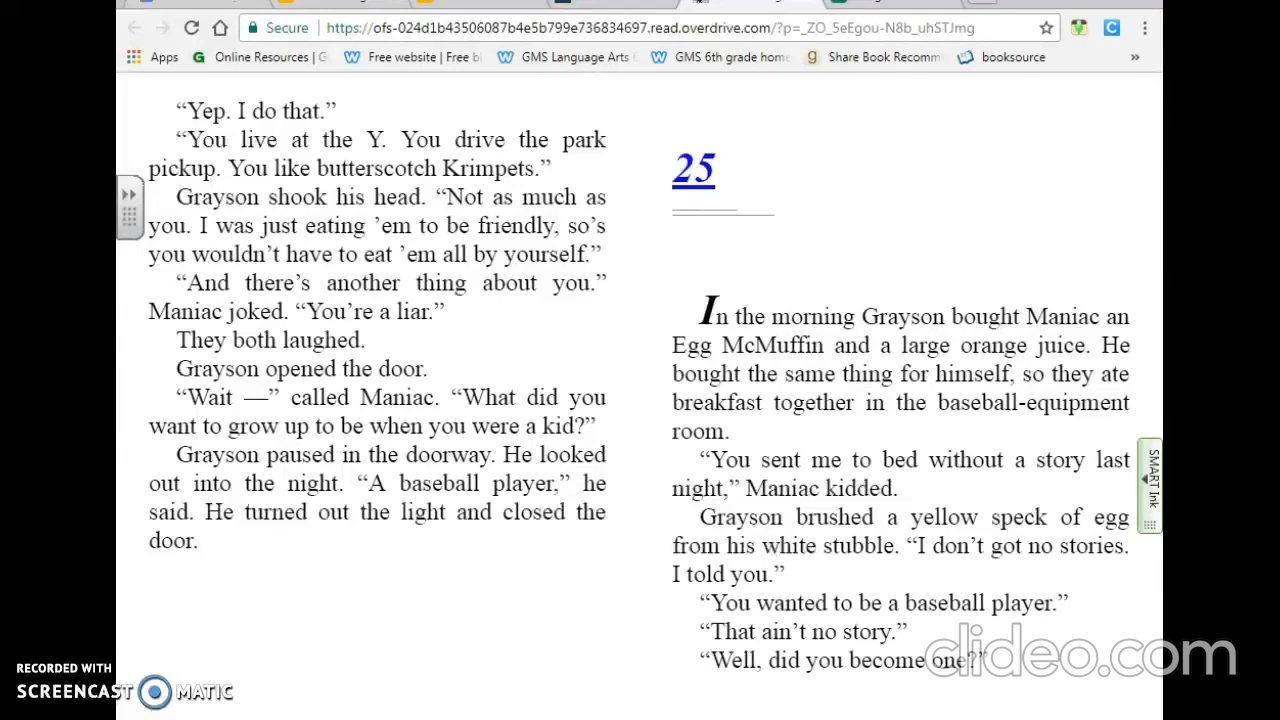 Secure
https://ofs-024d1b43506087b4e5b799e736834697.read.overdrive.com/?p=_ZO_5eEgou-N8b_uhSTJmg
Apps
Online Resources | G
Free website | Free bl
GMS Language Arts
GMS 6th grade home
Share Book Recomm
booksource
»
“Yep. I do that.”
“You live at the Y. You drive the park
pickup. You like butterscotch Krimpets.”
Grayson shook his head. “Not as much as
you. I was just eating ’em to be friendly, so’s
you wouldn’t have to eat ’em all by yourself.”
“And there’s another thing about you.”
Maniac joked. “You’re a liar.”
They both laughed.
Grayson opened the door.
“Wait —” called Maniac. “What did you
want to grow up to be when you were a kid?”
Grayson paused in the doorway. He looked
out into the night. “A baseball player,” he
said. He turned out the light and closed the
door.
25
In the morning Grayson bought Maniac an
Egg McMuffin and a large orange juice. He
bought the same thing for himself, so they ate
breakfast together in the baseball-equipment
room.
“You sent me to bed without a story last
night,” Maniac kidded.
Grayson brushed a yellow speck of egg
from his white stubble. “I don’t got no stories.
I told you.”
“You wanted to be a baseball player.”
“That ain’t no story.”
“Well, did you become one?”
SMART Ink
clideo.com
RECORDED WITH
SCREENCAST MATIC